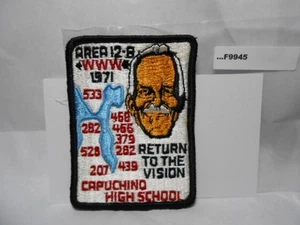 AREA 12-B
WWW
1971
533
468
282
466
379
528
282
207
439
RETURN
TO THE
VISION
CAPUCHINO
HIGH SCHOOL
...F9945